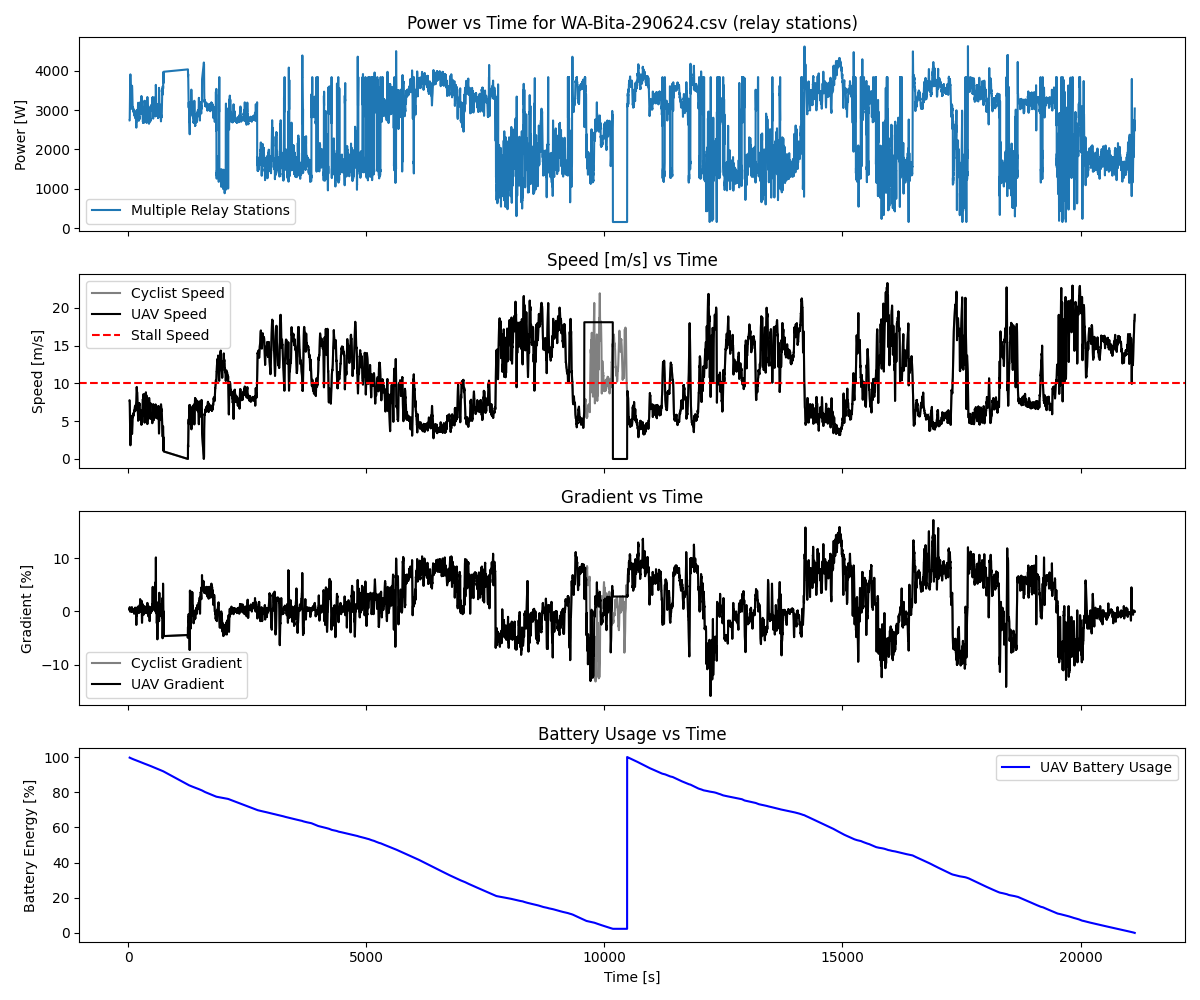 Power vs Time for WA-Bita-290624.csv (relay stations)
Power [W]
4000
3000
2000
1000
0
Multiple Relay Stations
Speed [m/s] vs Time
Speed [m/s]
20
15
10
5
0
Cyclist Speed
UAV Speed
Stall Speed
Gradient vs Time
Gradient [%]
10
0
−10
Cyclist Gradient
UAV Gradient
Battery Usage vs Time
Battery Energy [%]
100
80
60
40
20
0
UAV Battery Usage
0 5000 10000 15000 20000
Time [s]